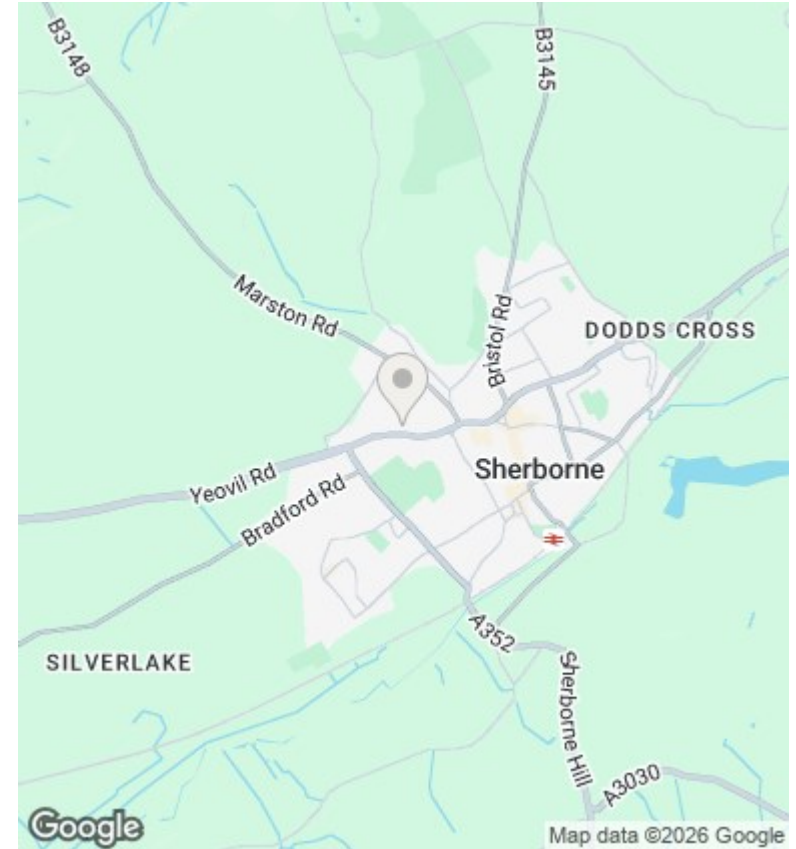 B3148
B3145
Marston Rd
Bristol Rd
DODDS CROSS
Sherborne
Yeovil Rd
Bradford Rd
A352
SILVERLAKE
Sherborne Hill
A3030
Google
Map data ©2026 Google